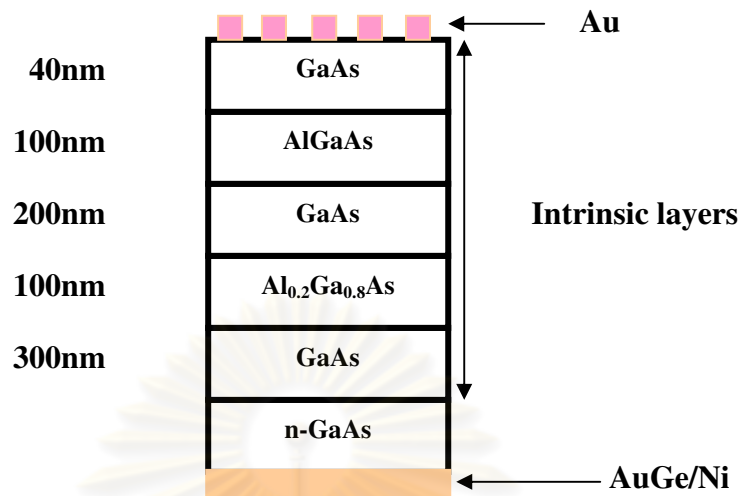 Au
40nm GaAs
100nm AlGaAs
200nm GaAs Intrinsic layers
100nm Al₀.₂Ga₀.₈As
300nm GaAs
n-GaAs
AuGe/Ni